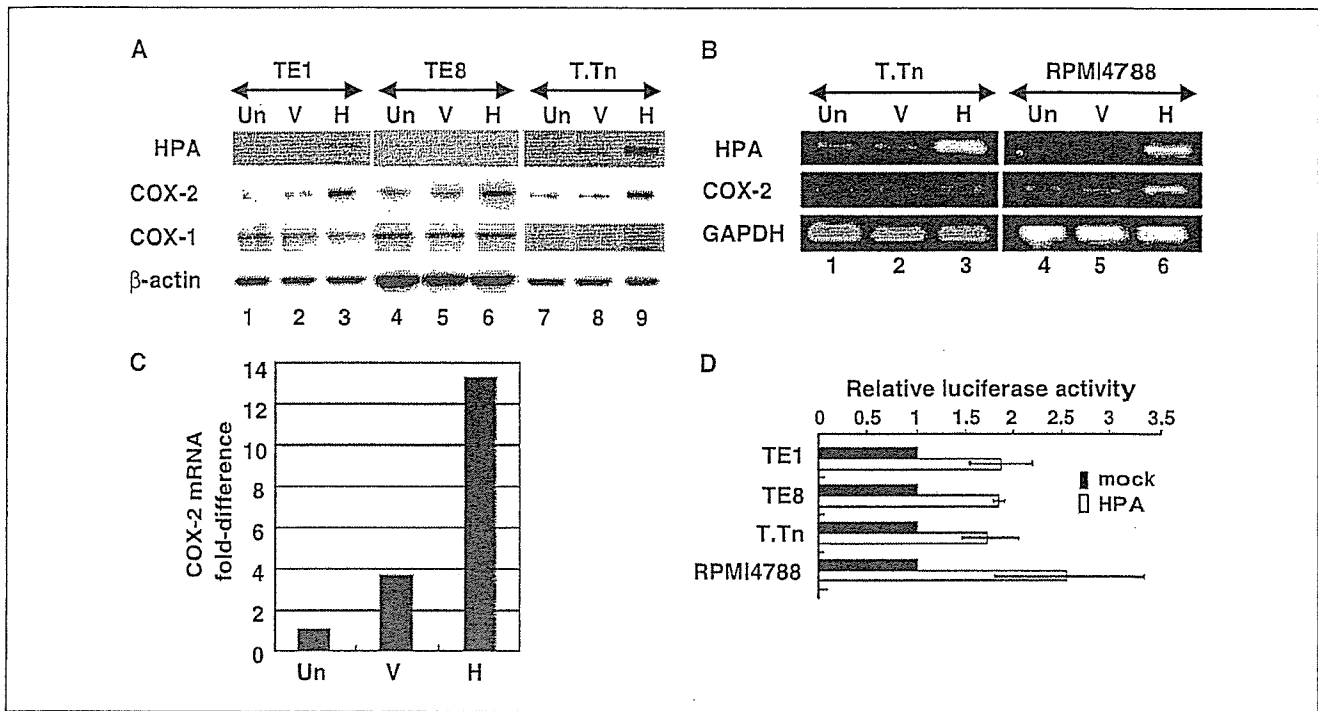 A
TE1 TE8 T.Tn
Un V H Un V H Un V H
HPA
COX-2
COX-1
β-actin
1 2 3 4 5 6 7 8 9
B
T.Tn RPMI4788
Un V H Un V H
HPA
COX-2
GAPDH
1 2 3 4 5 6
C
COX-2 mRNA
fold-difference
14
12
10
8
6
4
2
0
Un V H
D
Relative luciferase activity
0 0.5 1 1.5 2 2.5 3 3.5
TE1
TE8
T.Tn
RPMI4788
mock
HPA